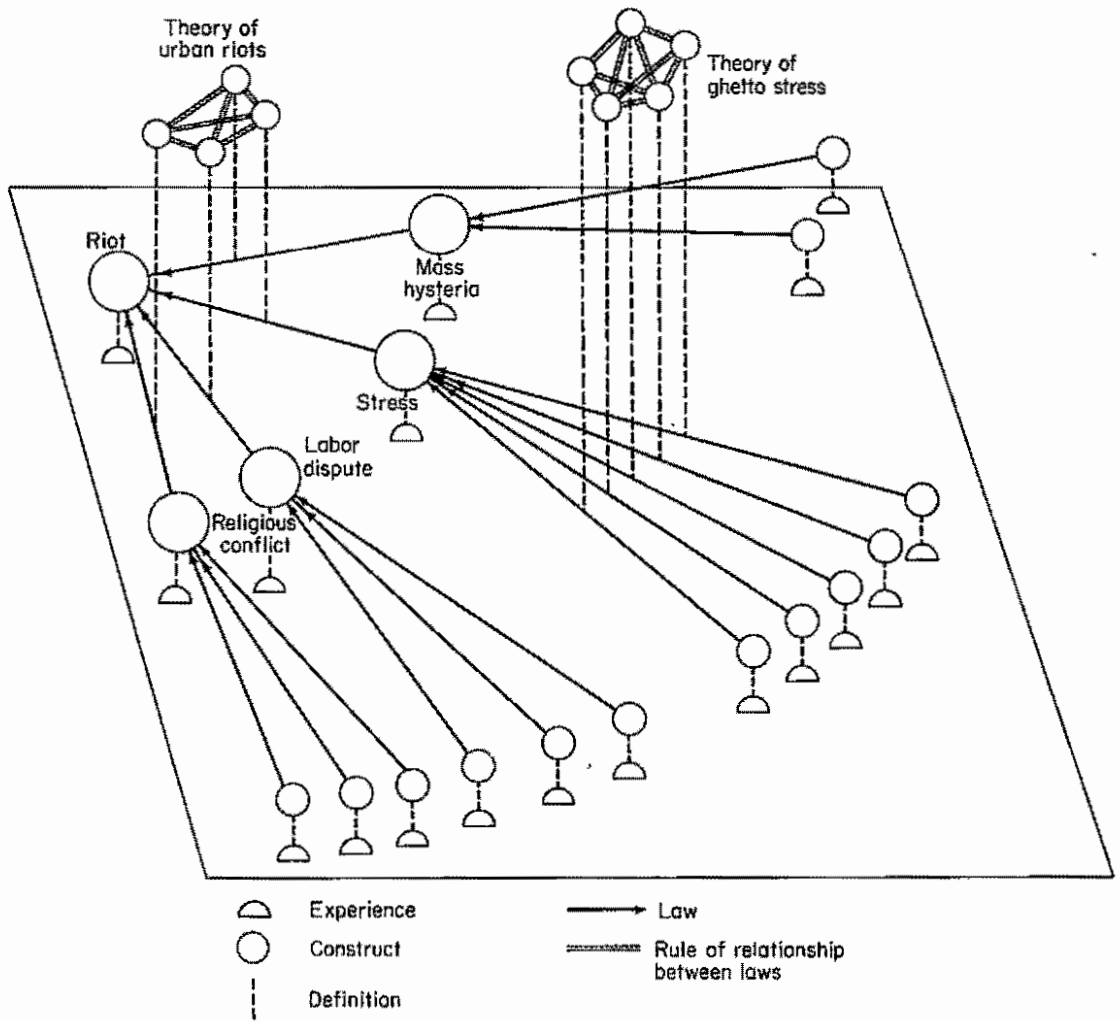 Theory of
urban riots
Theory of
ghetto stress
Riot
Mass
hysteria
Stress
Labor
dispute
Religious
conflict
Experience
Law
Construct
Rule of relationship
between laws
Definition